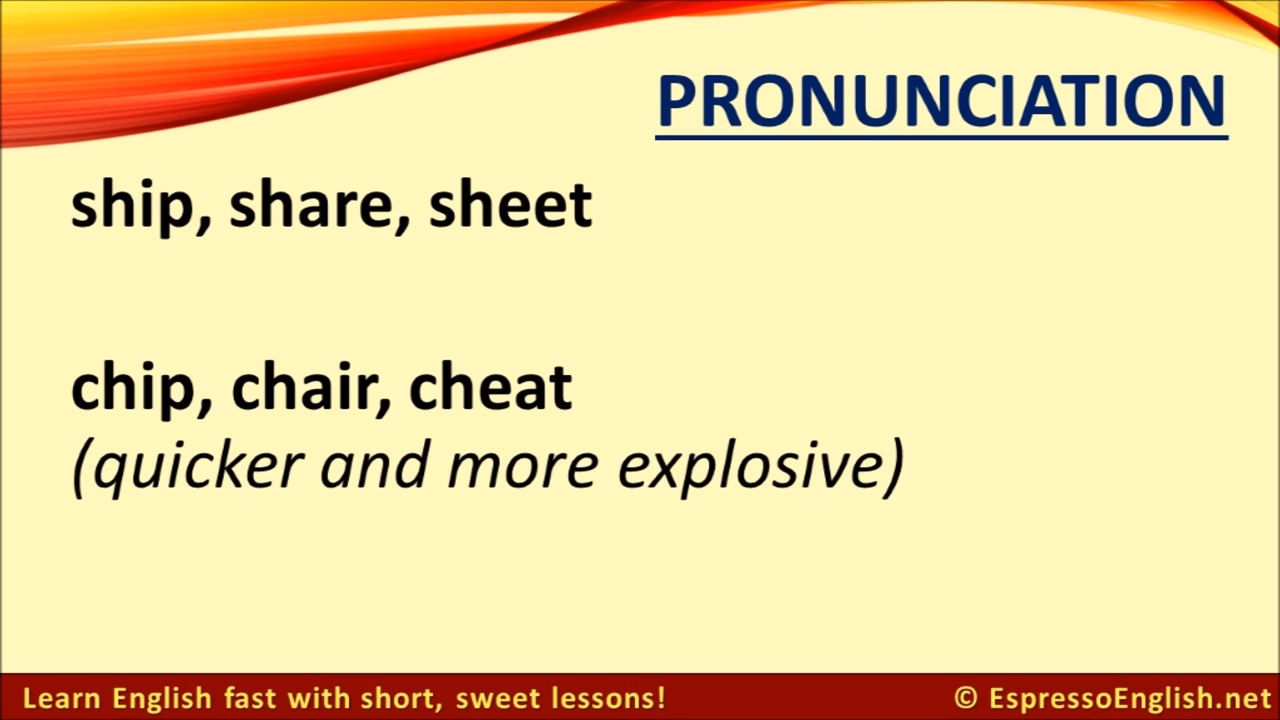 PRONUNCIATION
ship, share, sheet
chip, chair, cheat
(quicker and more explosive)
Learn English fast with short, sweet lessons!
© EspressoEnglish.net